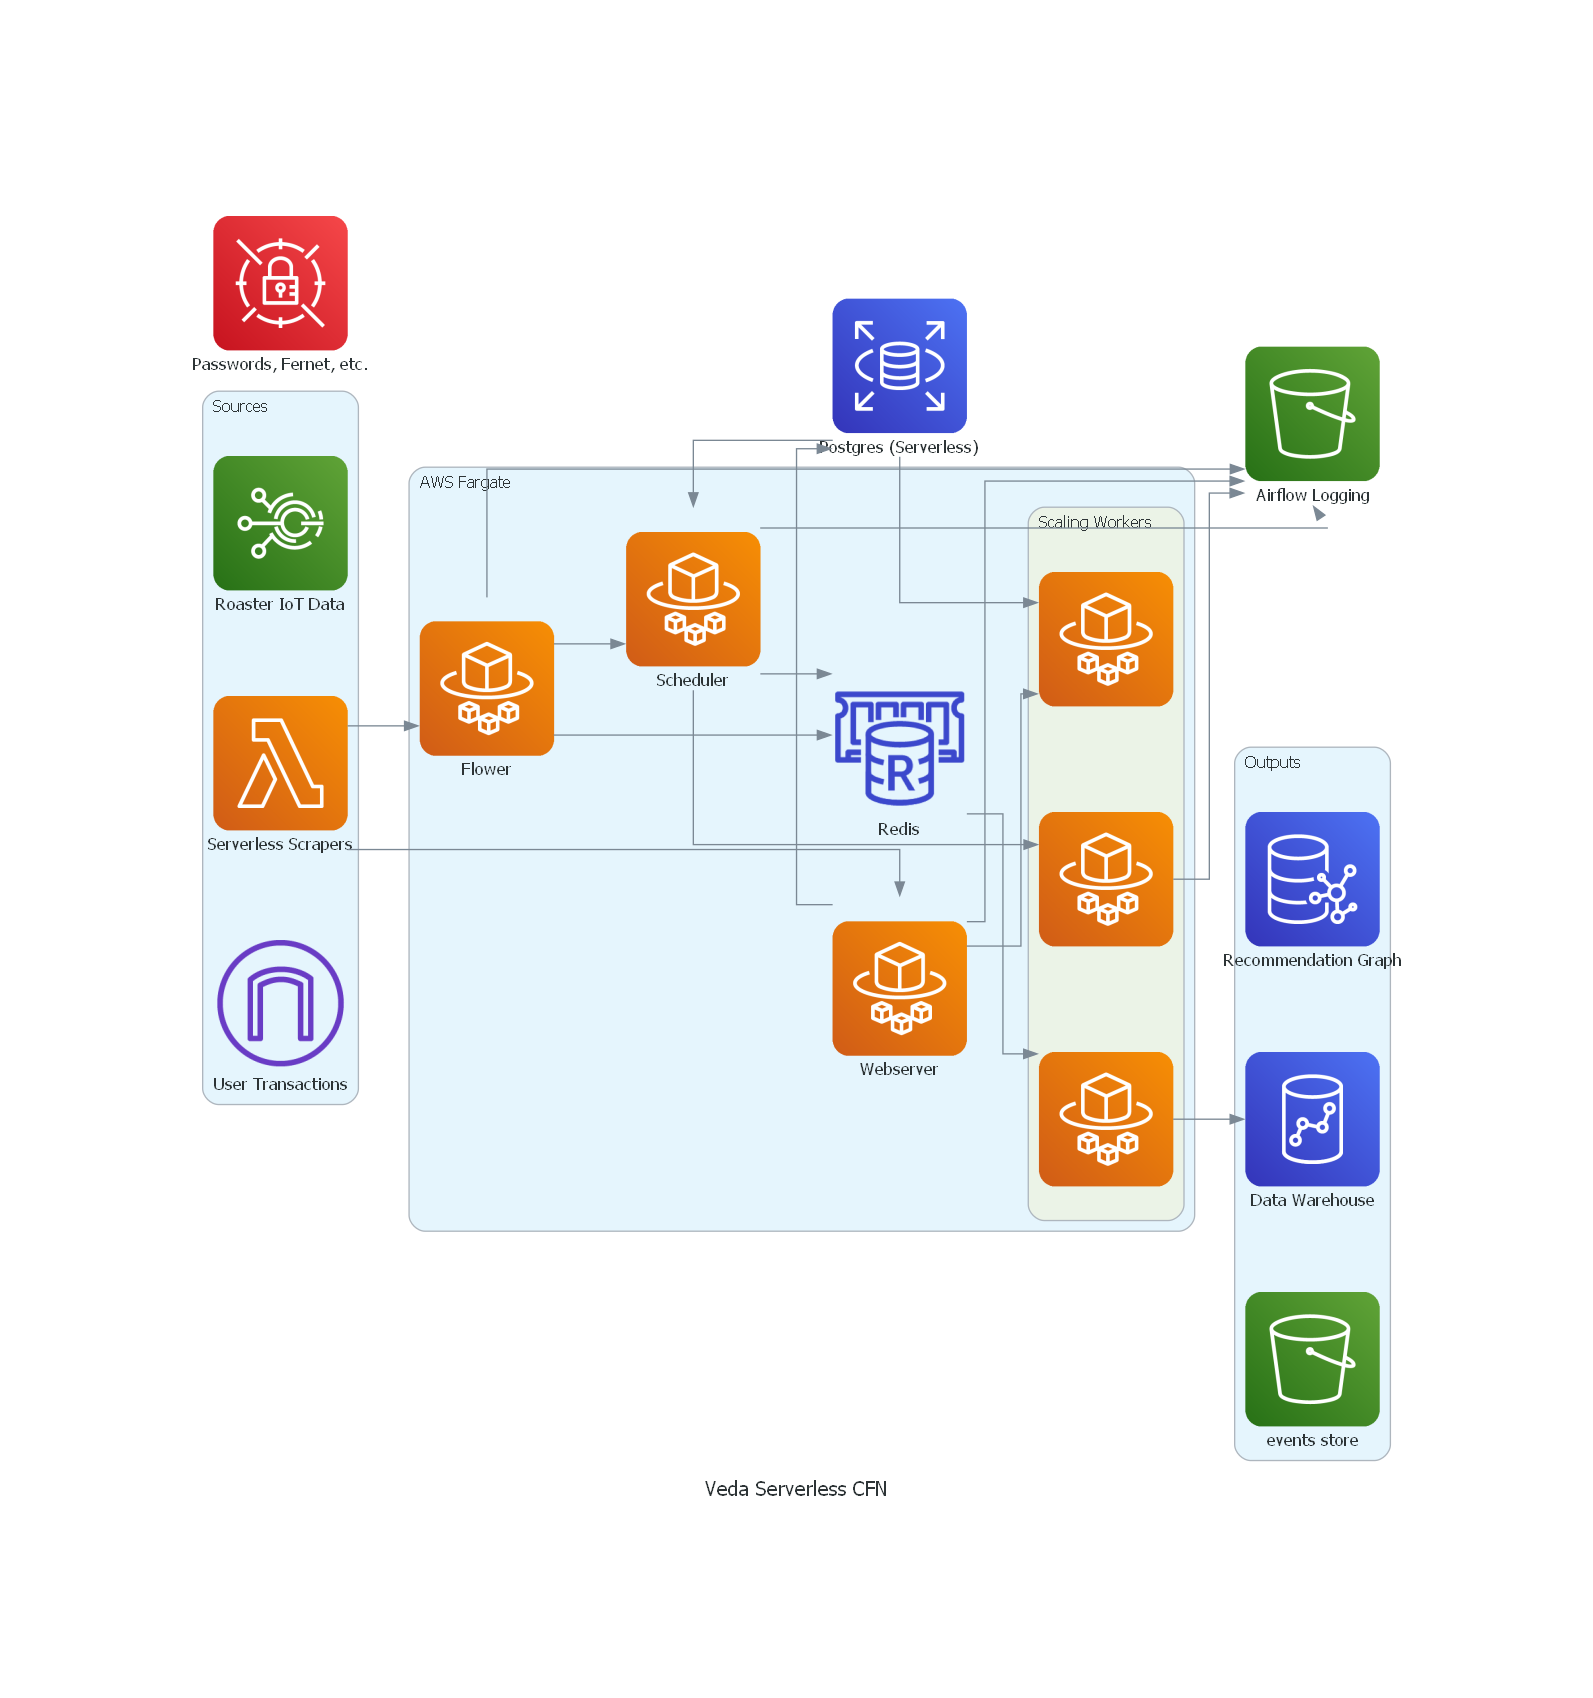 Passwords, Fernet, etc.
Sources
Roaster IoT Data
Serverless Scrapers
User Transactions
Postgres (Serverless)
Airflow Logging
AWS Fargate
Scaling Workers
Scheduler
Flower
R
Redis
Webserver
Outputs
Recommendation Graph
Data Warehouse
events store
Veda Serverless CFN